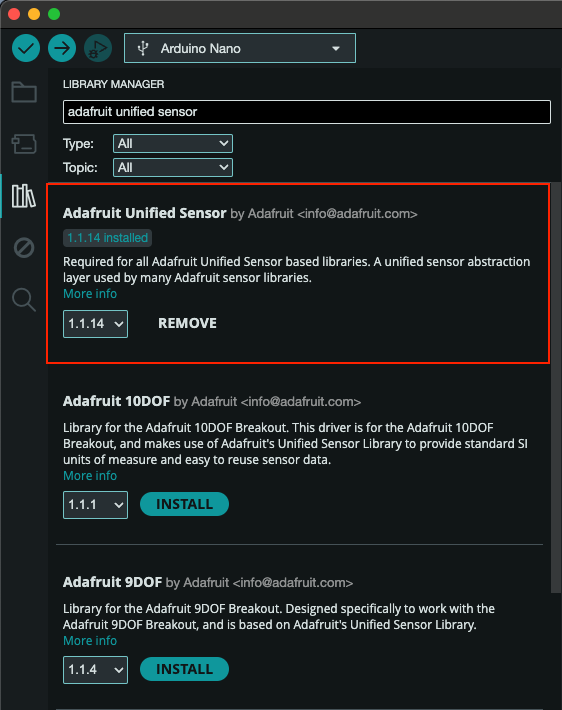 Arduino Nano
LIBRARY MANAGER
adafruit unified sensor
Type: All
Topic: All
Adafruit Unified Sensor by Adafruit <info@adafruit.com>
1.1.14 installed
Required for all Adafruit Unified Sensor based libraries. A unified sensor abstraction
layer used by many Adafruit sensor libraries.
More info
1.1.14 REMOVE
Adafruit 10DOF by Adafruit <info@adafruit.com>
Library for the Adafruit 10DOF Breakout. This driver is for the Adafruit 10DOF
Breakout, and makes use of Adafruit's Unified Sensor Library to provide standard SI
units of measure and easy to reuse sensor data.
More info
1.1.1 INSTALL
Adafruit 9DOF by Adafruit <info@adafruit.com>
Library for the Adafruit 9DOF Breakout. Designed specifically to work with the
Adafruit 9DOF Breakout, and is based on Adafruit's Unified Sensor Library.
More info
1.1.4 INSTALL